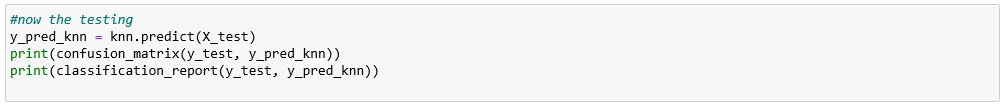 #now the testing
y_pred_knn = knn.predict(X_test)
print(confusion_matrix(y_test, y_pred_knn))
print(classification_report(y_test, y_pred_knn))